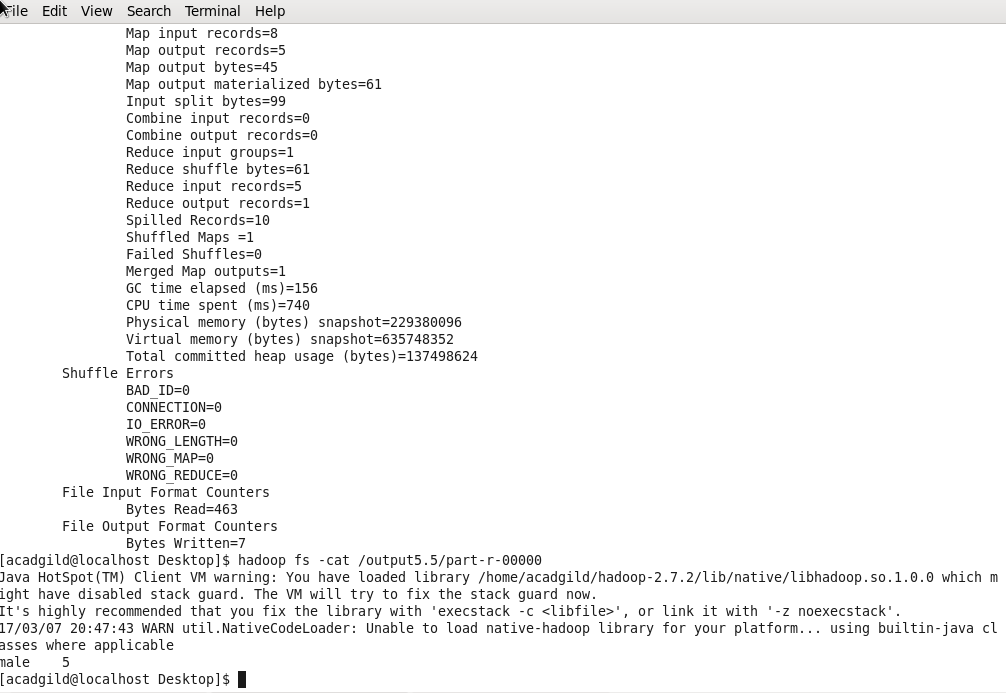 File Edit View Search Terminal Help
Map input records=8
Map output records=5
Map output bytes=45
Map output materialized bytes=61
Input split bytes=99
Combine input records=0
Combine output records=0
Reduce input groups=1
Reduce shuffle bytes=61
Reduce input records=5
Reduce output records=1
Spilled Records=10
Shuffled Maps =1
Failed Shuffles=0
Merged Map outputs=1
GC time elapsed (ms)=156
CPU time spent (ms)=740
Physical memory (bytes) snapshot=229380096
Virtual memory (bytes) snapshot=635748352
Total committed heap usage (bytes)=137498624
Shuffle Errors
BAD_ID=0
CONNECTION=0
IO_ERROR=0
WRONG_LENGTH=0
WRONG_MAP=0
WRONG_REDUCE=0
File Input Format Counters
Bytes Read=463
File Output Format Counters
Bytes Written=7
[acadgild@localhost Desktop]$ hadoop fs -cat /output5.5/part-r-00000
Java HotSpot(TM) Client VM warning: You have loaded library /home/acadgild/hadoop-2.7.2/lib/native/libhadoop.so.1.0.0 which m
ight have disabled stack guard. The VM will try to fix the stack guard now.
It's highly recommended that you fix the library with 'execstack -c <libfile>', or link it with '-z noexecstack'.
17/03/07 20:47:43 WARN util.NativeCodeLoader: Unable to load native-hadoop library for your platform... using builtin-java cl
asses where applicable
male 5
[acadgild@localhost Desktop]$